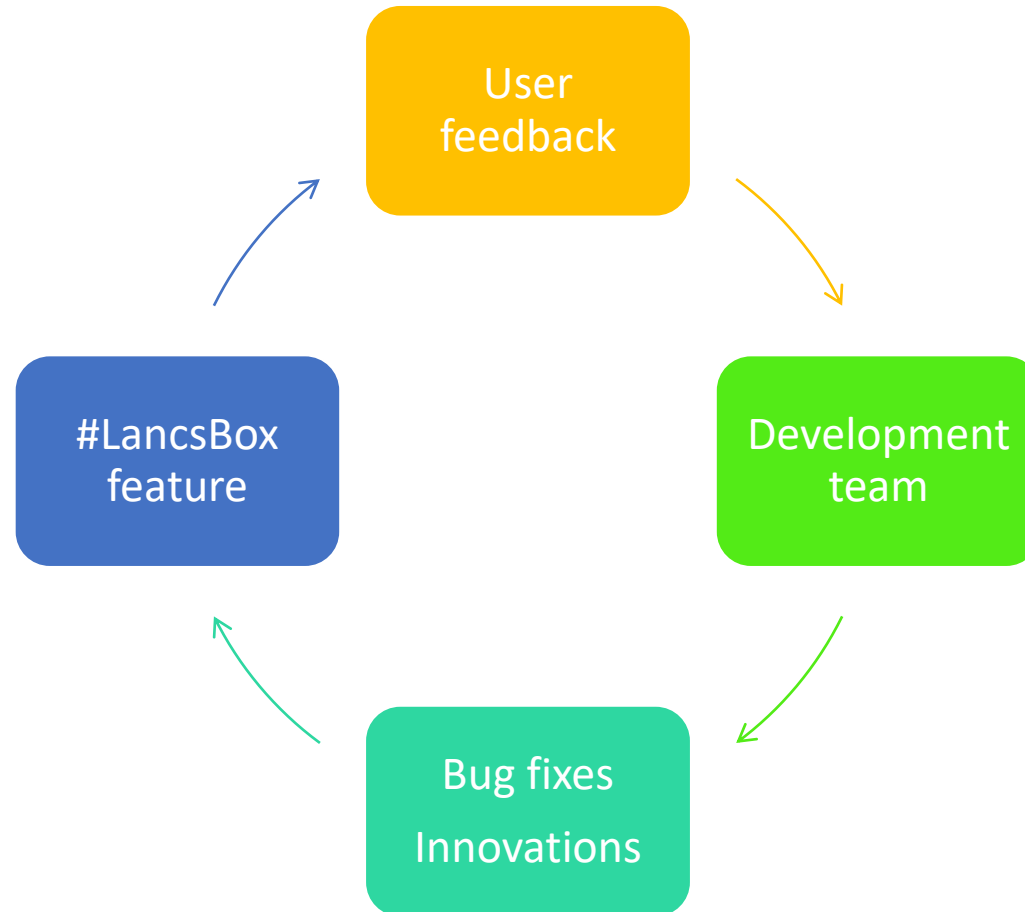 User
feedback
Development
team
Bug fixes
Innovations
#LancsBox
feature